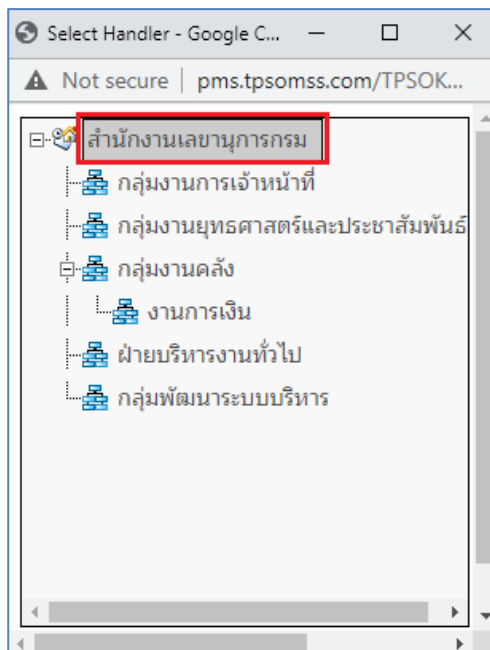 Select Handler - Google C...
Not secure | pms.tpsomss.com/TPSOK...
สำนักงานเลขานุการกรม
กลุ่มงานการเจ้าหน้าที่
กลุ่มงานยุทธศาสตร์และประชาสัมพันธ์
กลุ่มงานคลัง
งานการเงิน
ฝ่ายบริหารงานทั่วไป
กลุ่มพัฒนาระบบบริหาร